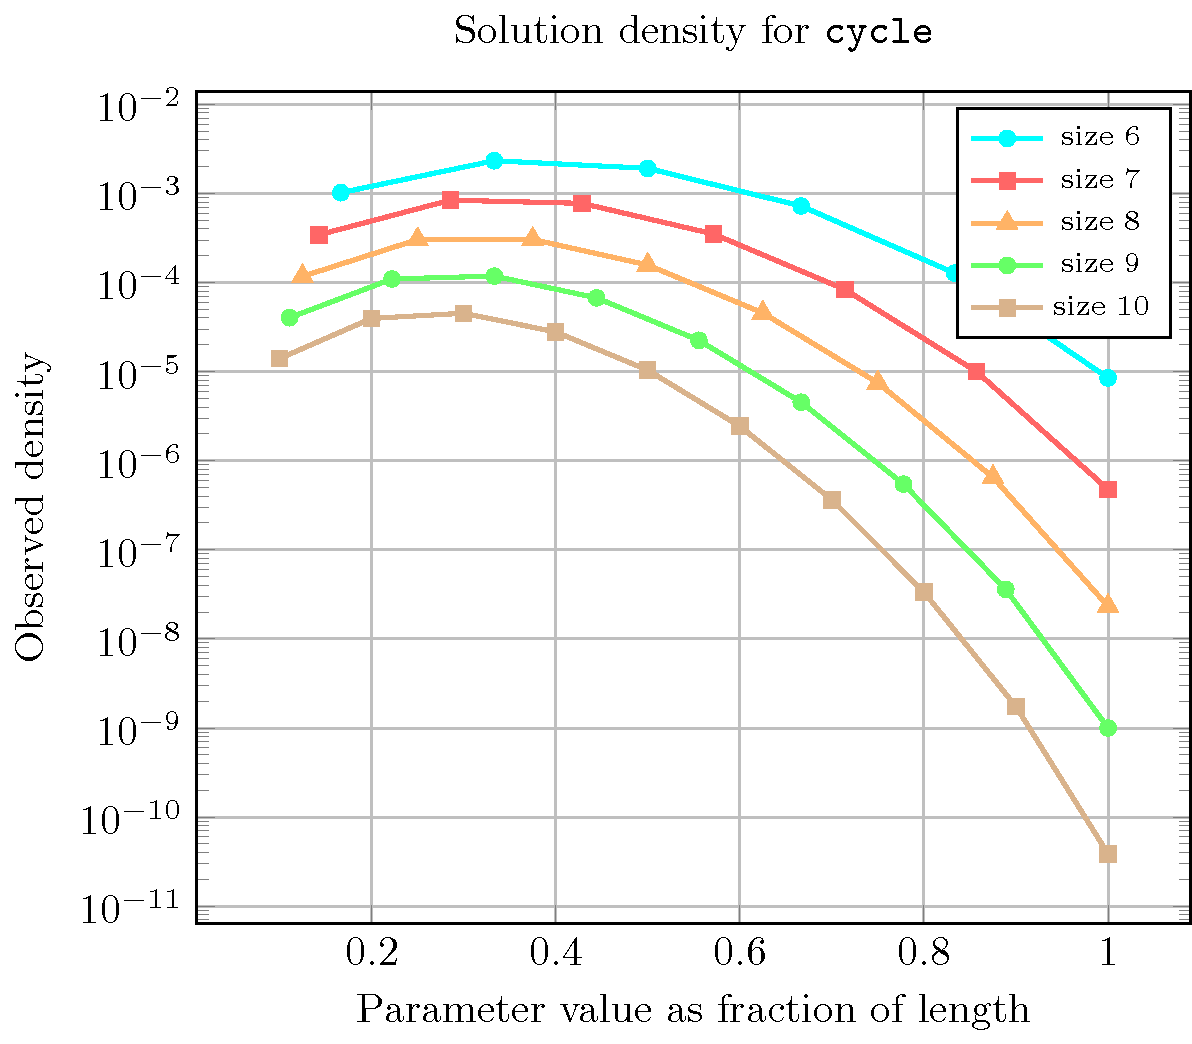 Solution density for cycle
10^{-2}
10^{-3}
10^{-4}
10^{-5}
10^{-6}
10^{-7}
10^{-8}
10^{-9}
10^{-10}
10^{-11}
Observed density
size 6
size 7
size 8
size 9
size 10
0.2 0.4 0.6 0.8 1
Parameter value as fraction of length